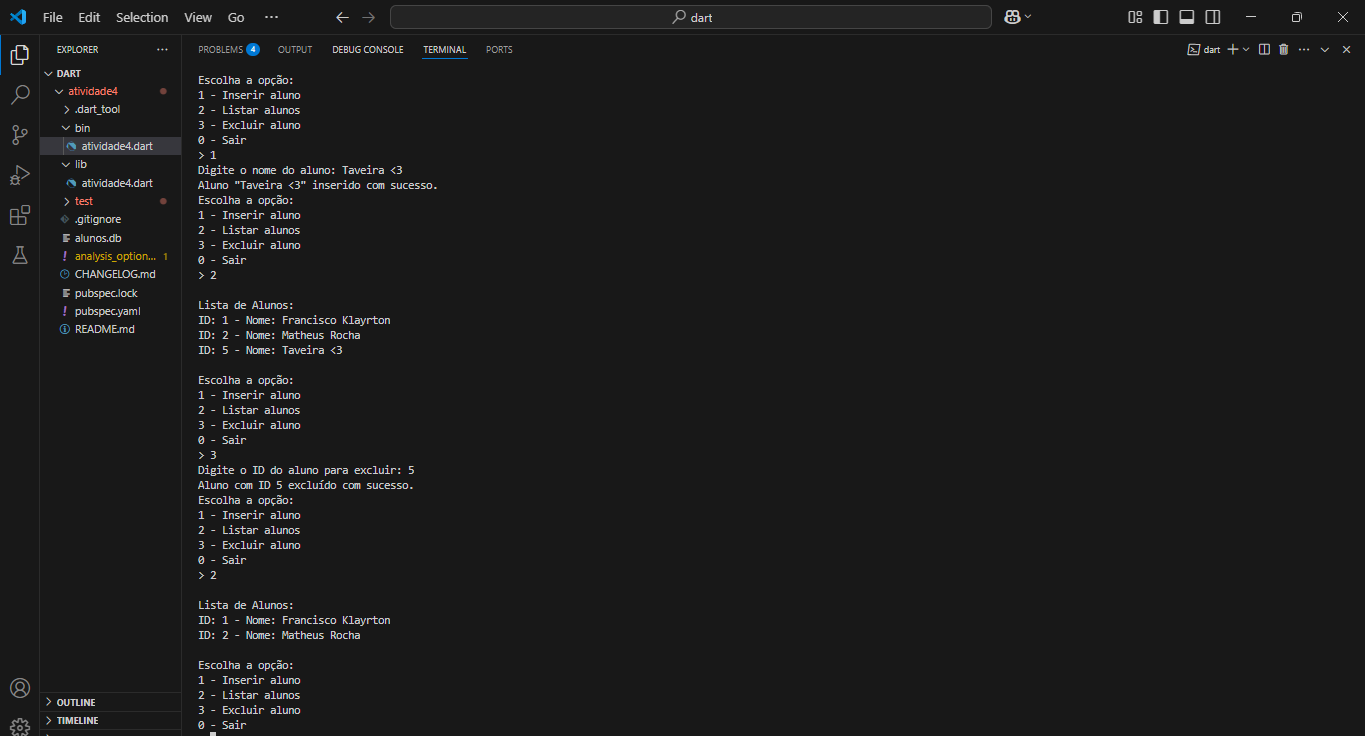 File Edit Selection View Go ···
dart
EXPLORER ···
DART
atividade4
.dart_tool
bin
atividade4.dart
lib
atividade4.dart
test
.gitignore
alunos.db
analysis_option... 1
CHANGELOG.md
pubspec.lock
pubspec.yaml
README.md
OUTLINE
TIMELINE
PROBLEMS 4 OUTPUT DEBUG CONSOLE TERMINAL PORTS
dart
Escolha a opção:
1 - Inserir aluno
2 - Listar alunos
3 - Excluir aluno
0 - Sair
> 1
Digite o nome do aluno: Taveira <3
Aluno "Taveira <3" inserido com sucesso.
Escolha a opção:
1 - Inserir aluno
2 - Listar alunos
3 - Excluir aluno
0 - Sair
> 2
Lista de Alunos:
ID: 1 - Nome: Francisco Klayrton
ID: 2 - Nome: Matheus Rocha
ID: 5 - Nome: Taveira <3
Escolha a opção:
1 - Inserir aluno
2 - Listar alunos
3 - Excluir aluno
0 - Sair
> 3
Digite o ID do aluno para excluir: 5
Aluno com ID 5 excluído com sucesso.
Escolha a opção:
1 - Inserir aluno
2 - Listar alunos
3 - Excluir aluno
0 - Sair
> 2
Lista de Alunos:
ID: 1 - Nome: Francisco Klayrton
ID: 2 - Nome: Matheus Rocha
Escolha a opção:
1 - Inserir aluno
2 - Listar alunos
3 - Excluir aluno
0 - Sair